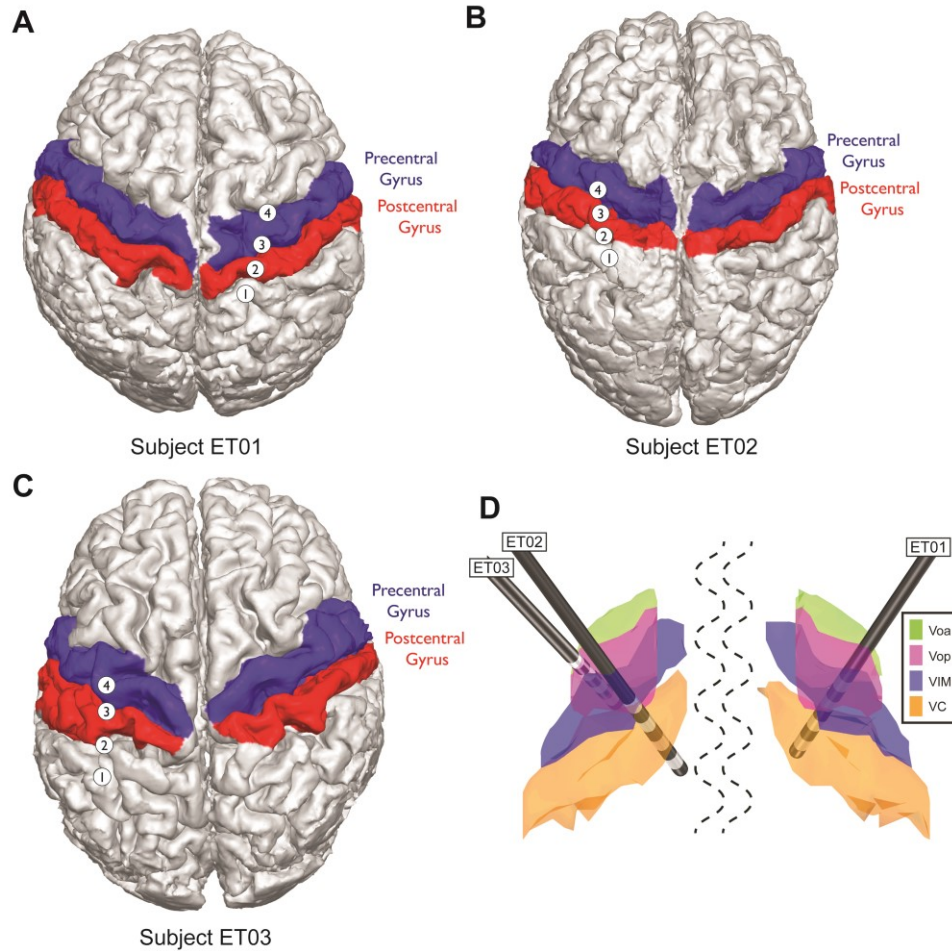 A
Precentral
Gyrus
Postcentral
Gyrus
4
3
2
1
Subject ET01
B
Precentral
Gyrus
Postcentral
Gyrus
4
3
2
1
Subject ET02
C
Precentral
Gyrus
Postcentral
Gyrus
4
3
2
1
Subject ET03
D
ET02
ET03
ET01
Voa
Vop
VIM
VC